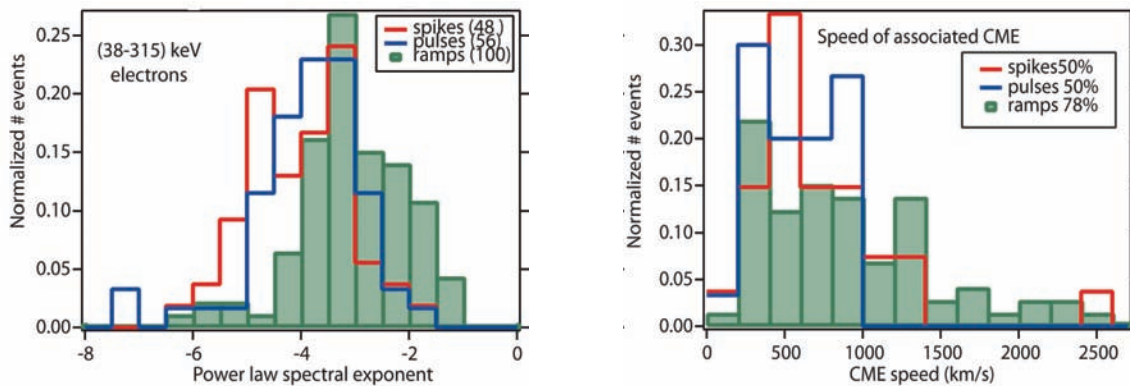 (38-315) keV
electrons
spikes (48 )
pulses (56)
ramps (100)
Normalized # events
0.25
0.20
0.15
0.10
0.05
0.00
-8
-6
-4
-2
0
Power law spectral exponent
Speed of associated CME
spikes50%
pulses 50%
ramps 78%
Normalized # events
0.30
0.25
0.20
0.15
0.10
0.05
0.00
0
500
1000
1500
2000
2500
CME speed (km/s)